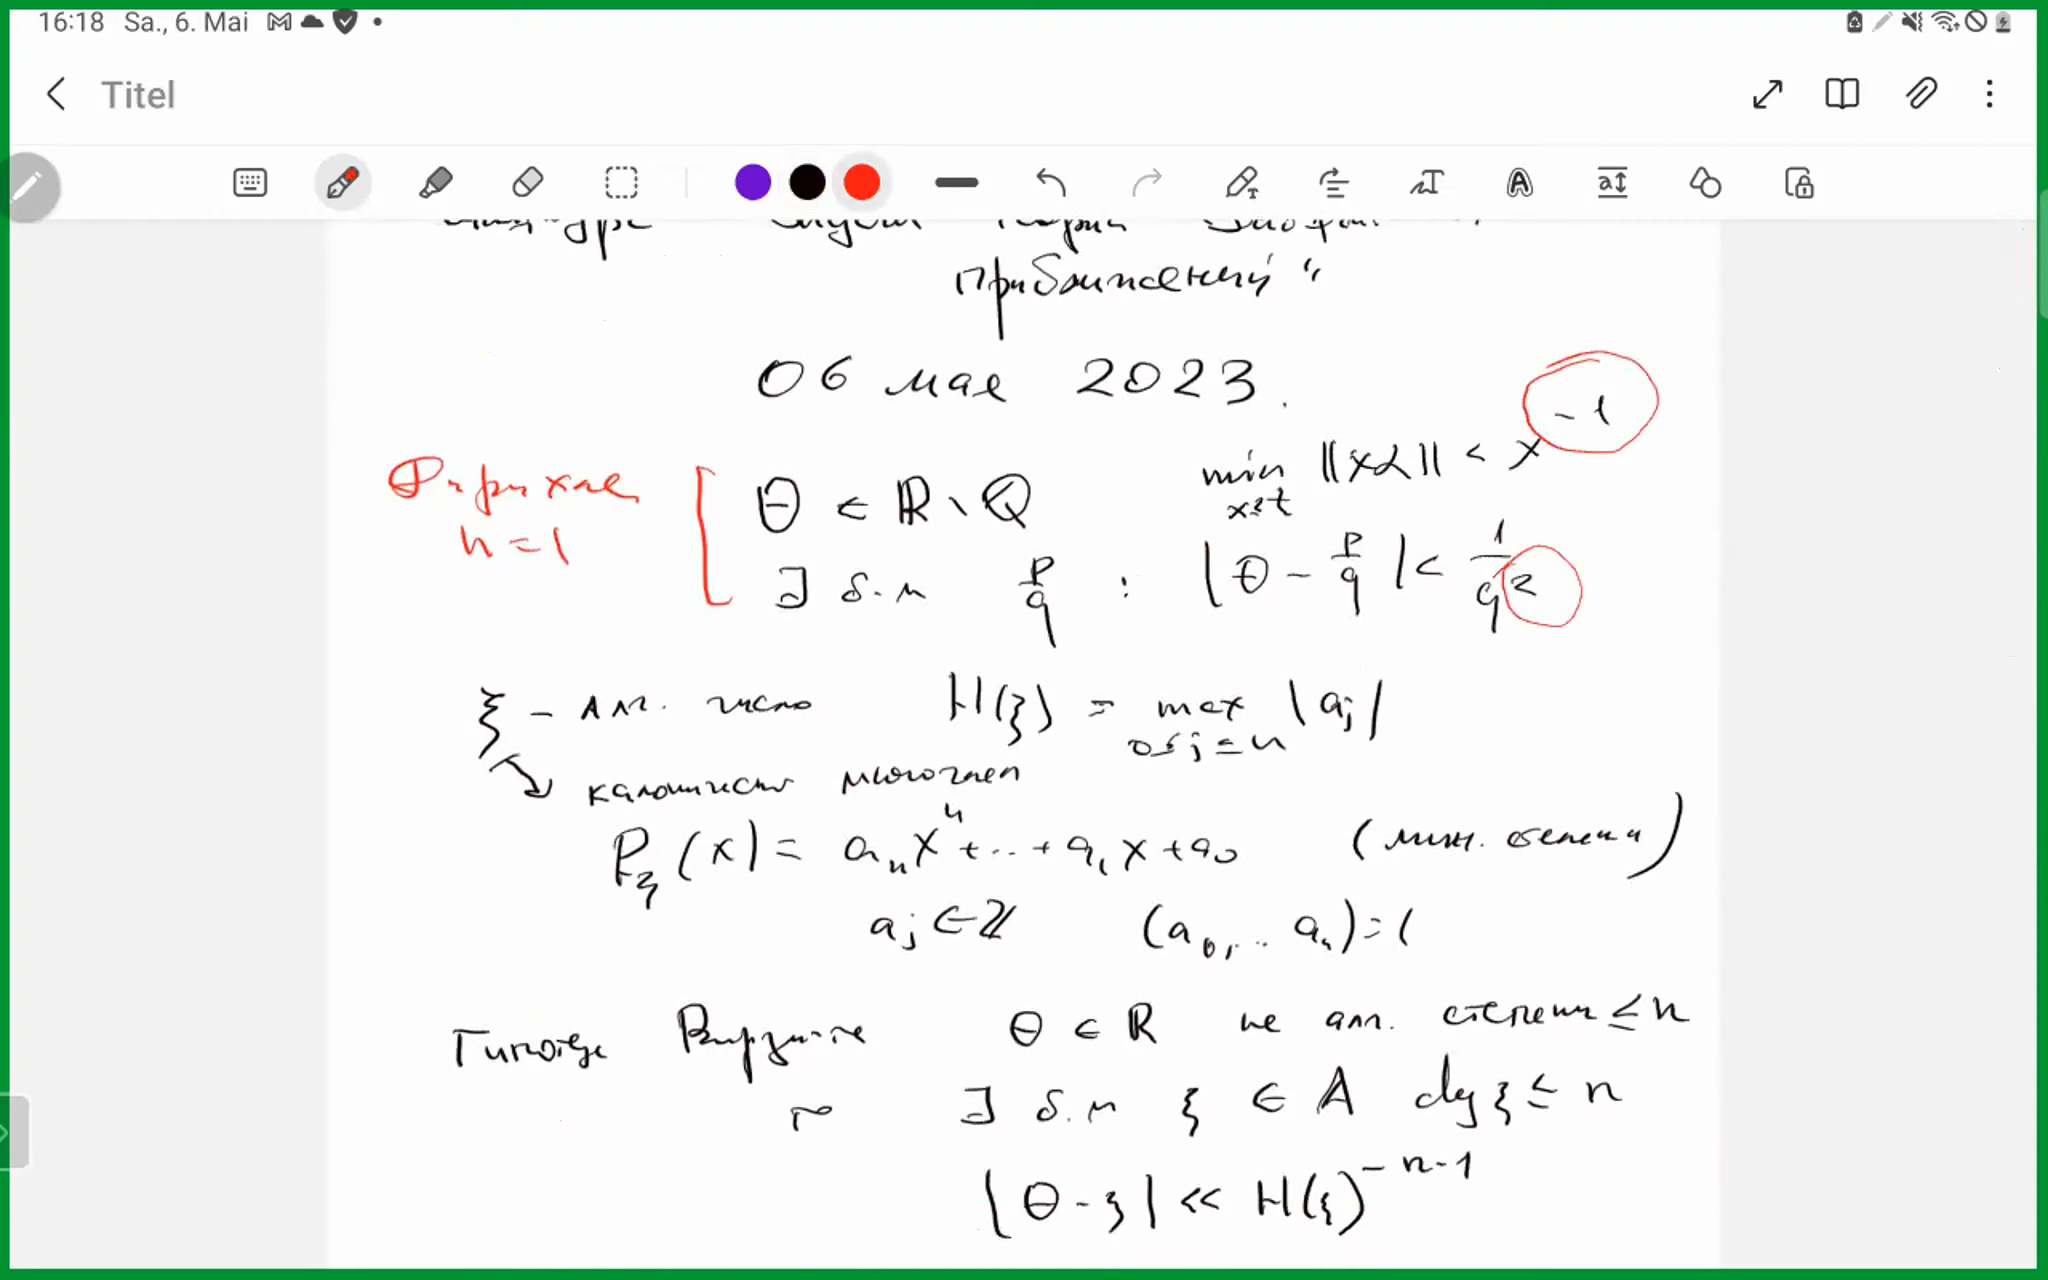 16:18 Sa., 6. Mai
Titel
Приближений"
06 мая 2023.
Дирихле
n=1
θ ∈ ℝ \ ℚ
min ‖xα‖ < X⁻¹
x≤t
∃ б.м p/q : |θ - p/q| < 1/q²
ξ - алг. число H(ξ) = max |aⱼ|
0≤j≤n
канонический многочлен
P_ξ(x) = aₙxⁿ+...+a₁x+a₀ (мин. степени)
aⱼ ∈ ℤ (a₀,... aₙ)=1
Гипотеза Вирзинга θ ∈ ℝ не алг. степени ≤ n
∃ б.м ξ ∈ 𝔸 deg ξ ≤ n
|θ - ξ| << H(ξ)^{-n-1}